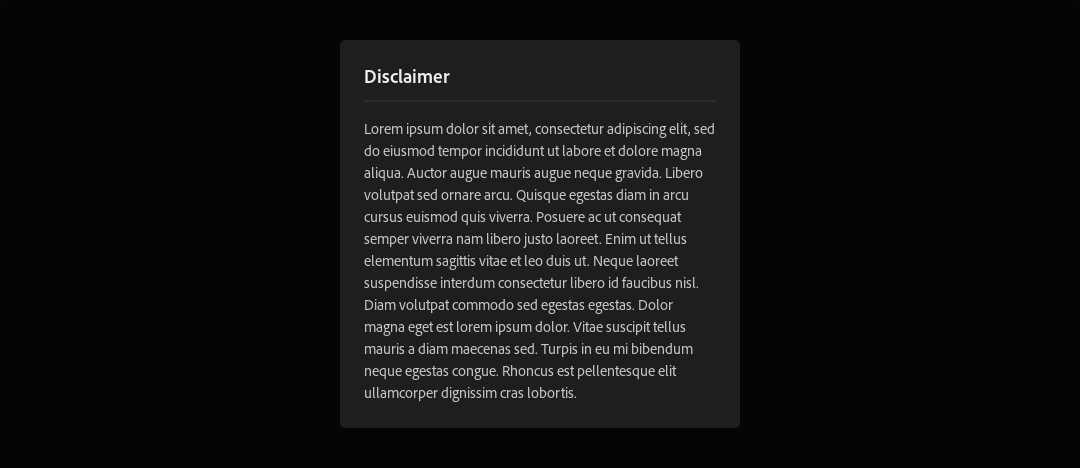 Disclaimer
Lorem ipsum dolor sit amet, consectetur adipiscing elit, sed
do eiusmod tempor incididunt ut labore et dolore magna
aliqua. Auctor augue mauris augue neque gravida. Libero
volutpat sed ornare arcu. Quisque egestas diam in arcu
cursus euismod quis viverra. Posuere ac ut consequat
semper viverra nam libero justo laoreet. Enim ut tellus
elementum sagittis vitae et leo duis ut. Neque laoreet
suspendisse interdum consectetur libero id faucibus nisl.
Diam volutpat commodo sed egestas egestas. Dolor
magna eget est lorem ipsum dolor. Vitae suscipit tellus
mauris a diam maecenas sed. Turpis in eu mi bibendum
neque egestas congue. Rhoncus est pellentesque elit
ullamcorper dignissim cras lobortis.